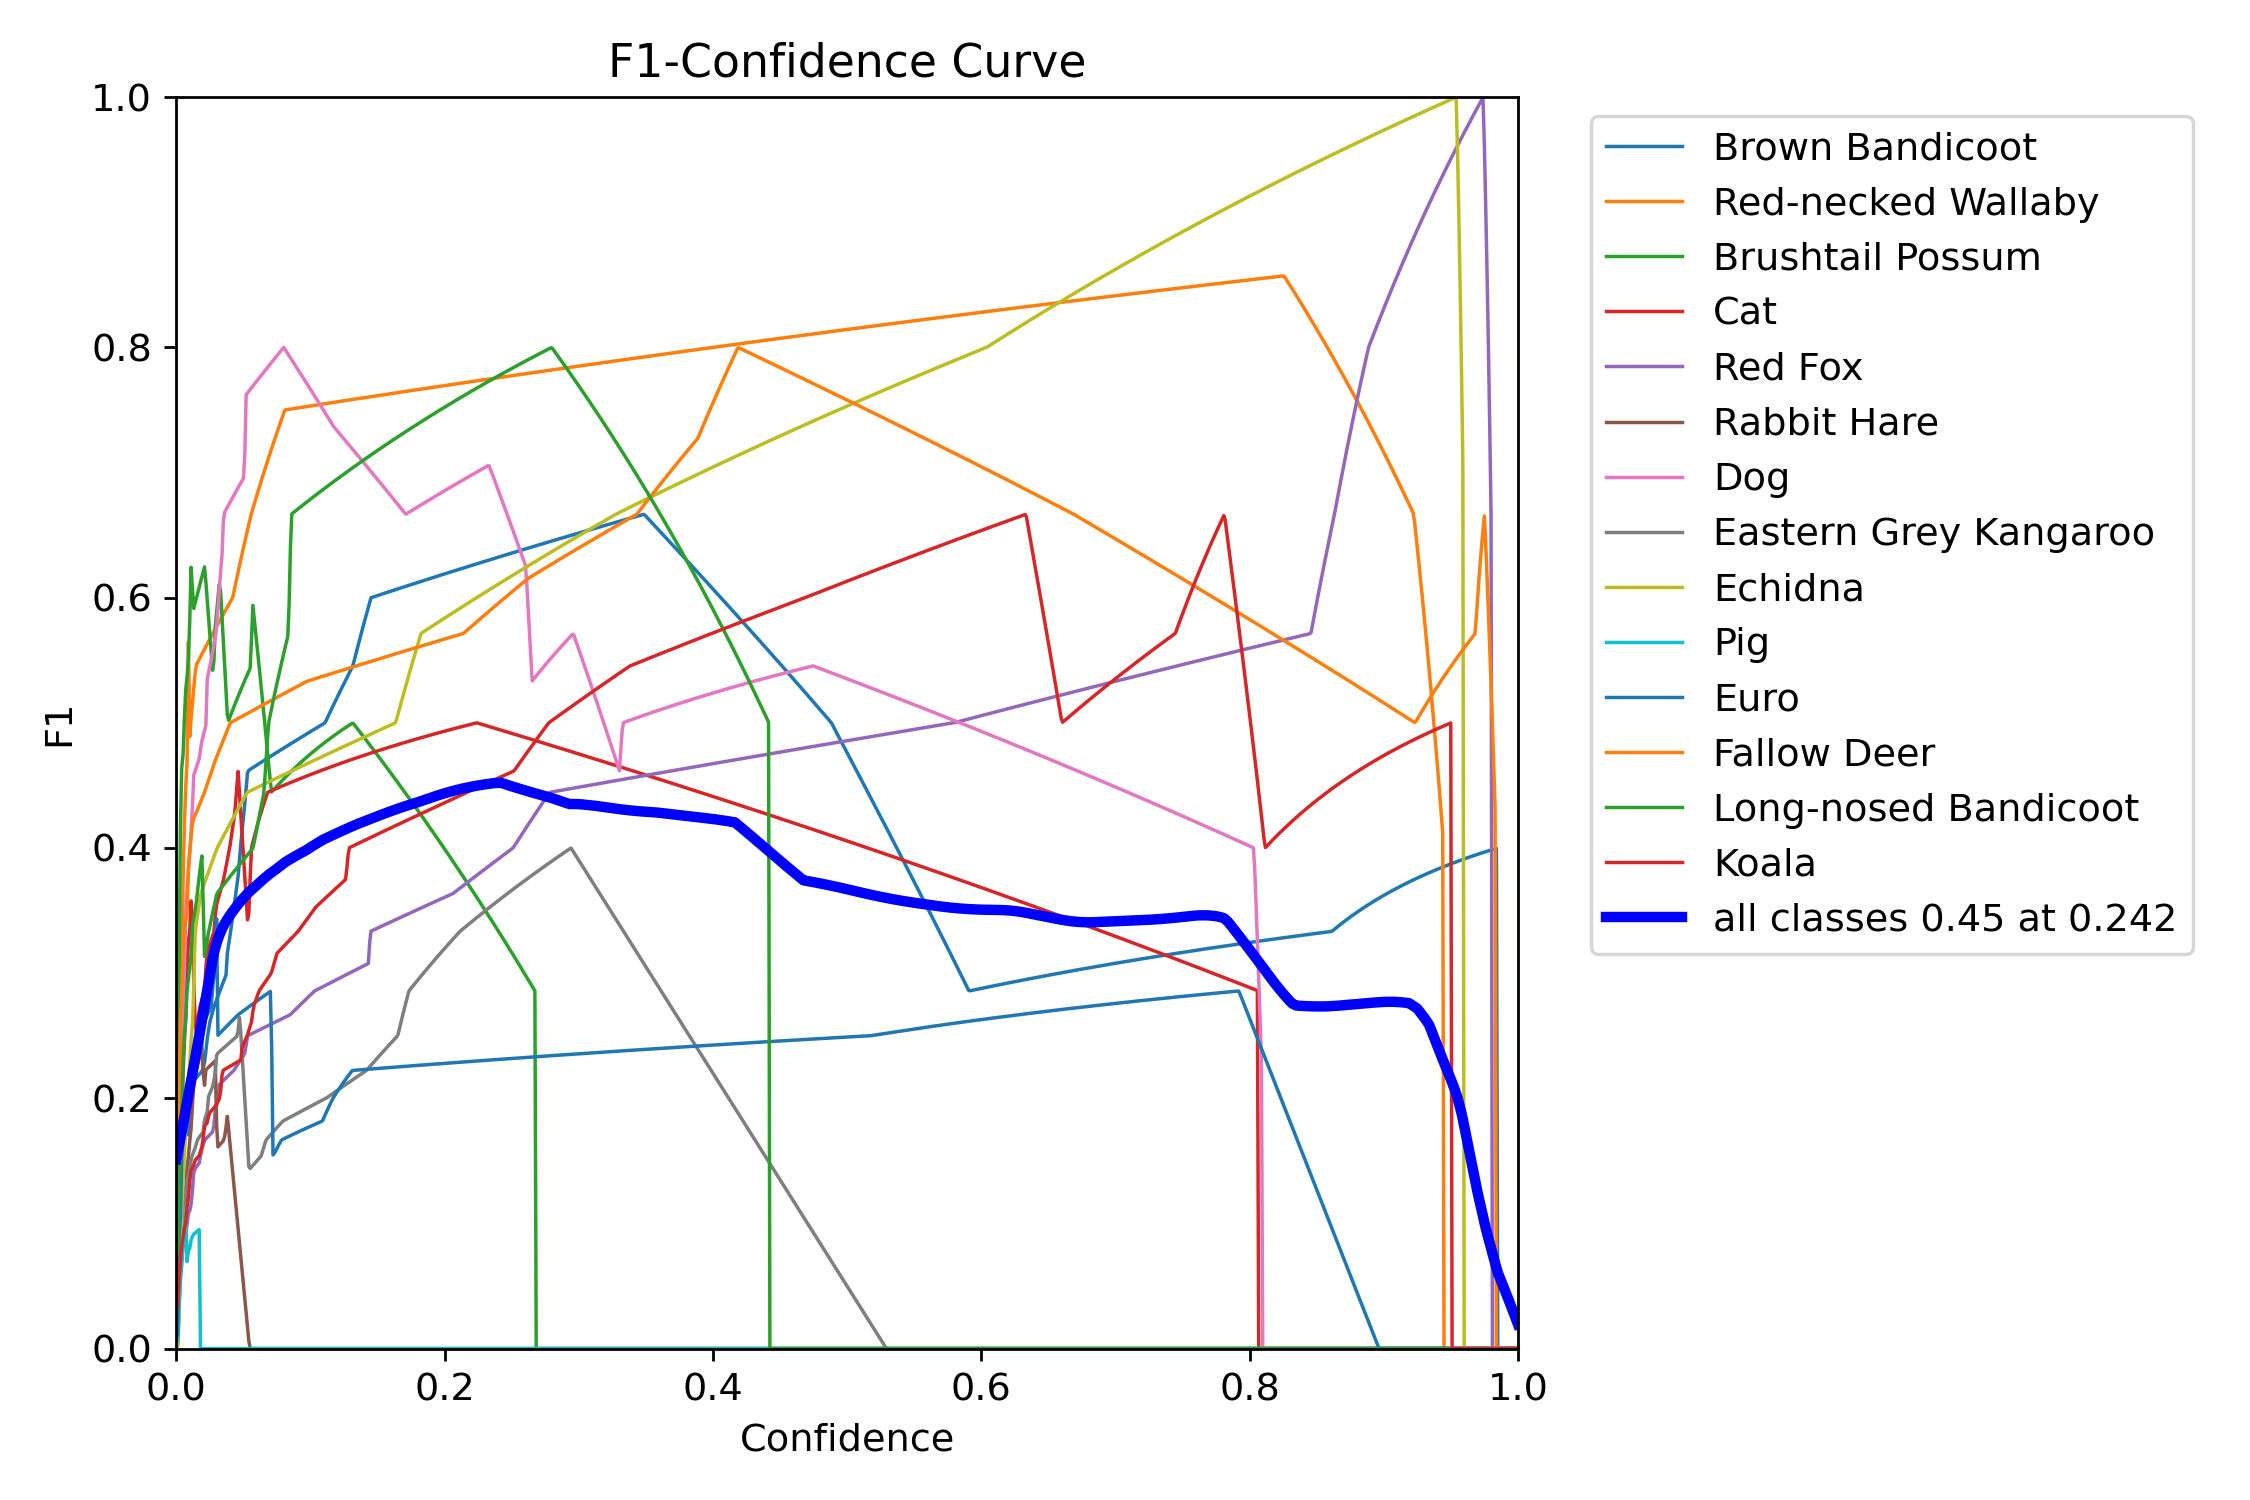 F1-Confidence Curve
1.0
0.8
0.6
0.4
0.2
0.0
F1
0.0 0.2 0.4 0.6 0.8 1.0
Confidence
Brown Bandicoot
Red-necked Wallaby
Brushtail Possum
Cat
Red Fox
Rabbit Hare
Dog
Eastern Grey Kangaroo
Echidna
Pig
Euro
Fallow Deer
Long-nosed Bandicoot
Koala
all classes 0.45 at 0.242